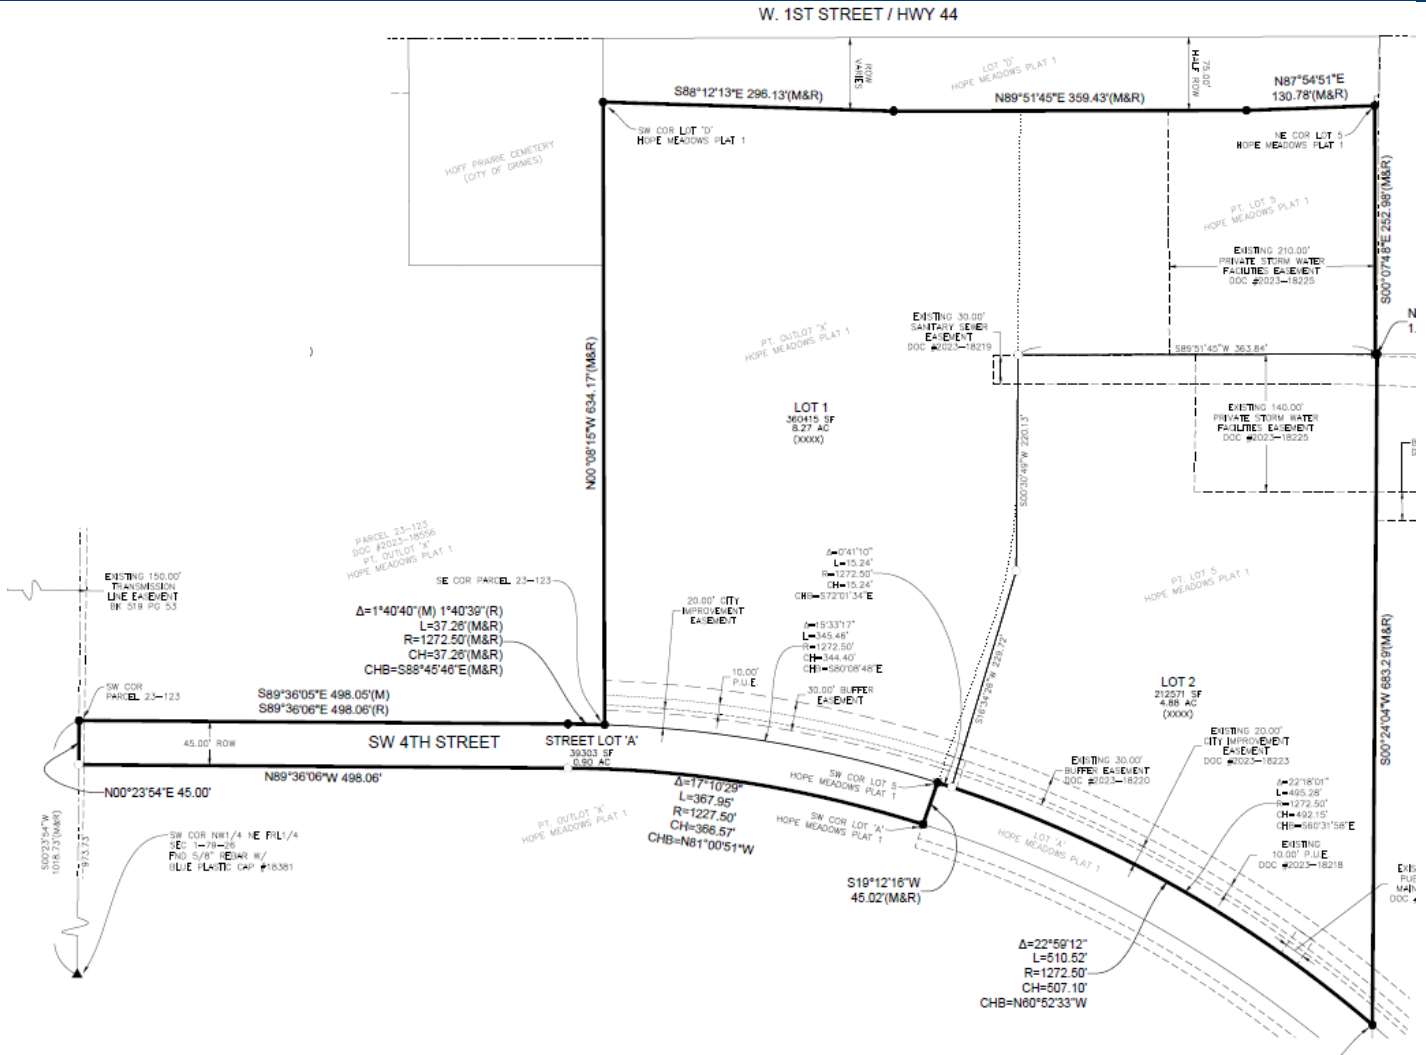 W. 1ST STREET / HWY 44
ROW
VARIES
75.00'
HALF ROW
LOT 'D'
HOPE MEADOWS PLAT 1
N87°54'51"E
130.78'(M&R)
S88°12'13"E 296.13'(M&R)
N89°51'45"E 359.43'(M&R)
SW COR LOT 'D'
HOPE MEADOWS PLAT 1
NE COR LOT 5
HOPE MEADOWS PLAT 1
HOFF PRAIRIE CEMETERY
(CITY OF GRIMES)
PT. LOT 5
HOPE MEADOWS PLAT 1
S00°07'48"E 252.98'(M&R)
EXISTING 210.00'
PRIVATE STORM WATER
FACILITIES EASEMENT
DOC #2023-18225
EXISTING 30.00'
SANITARY SEWER
EASEMENT
DOC #2023-18219
PT. OUTLOT 'X'
HOPE MEADOWS PLAT 1
N
1.
S89°51'45"W 363.84'
N00°08'15"W 634.17'(M&R)
LOT 1
360415 SF
8.27 AC
(XXXX)
EXISTING 140.00'
PRIVATE STORM WATER
FACILITIES EASEMENT
DOC #2023-18225
S00°30'49"W 220.13'
PARCEL 23-123
DOC #2023-18556
PT. OUTLOT 'X'
HOPE MEADOWS PLAT 1
EXISTING 150.00'
TRANSMISSION
LINE EASEMENT
BK 519 PG 53
SE COR PARCEL 23-123
Δ=1°40'40"(M) 1°40'39"(R)
L=37.26'(M&R)
R=1272.50'(M&R)
CH=37.26'(M&R)
CHB=S88°45'46"E(M&R)
20.00' CITY
IMPROVEMENT
EASEMENT
Δ=0°41'10"
L=15.24'
R=1272.50'
CH=15.24'
CHB=S72°01'34"E
Δ=15°33'17"
L=345.46'
R=1272.50'
CH=344.40'
CHB=S80°08'48"E
PT. LOT 5
HOPE MEADOWS PLAT 1
S16°34'26"W 229.72'
S00°24'04"W 683.29'(M&R)
10.00'
P.U.E.
30.00' BUFFER
EASEMENT
LOT 2
212571 SF
4.88 AC
(XXXX)
SW COR
PARCEL 23-123
S89°36'05"E 498.05'(M)
S89°36'06"E 498.06'(R)
45.00' ROW
SW 4TH STREET
STREET LOT 'A'
39303 SF
0.90 AC
N89°36'06"W 498.06'
N00°23'54"E 45.00'
Δ=17°10'29"
L=367.95'
R=1227.50'
CH=366.57'
CHB=N81°00'51"W
SW COR LOT 5
HOPE MEADOWS PLAT 1
SW COR LOT 'A'
HOPE MEADOWS PLAT 1
PT. OUTLOT 'X'
HOPE MEADOWS PLAT 1
EXISTING 20.00'
CITY IMPROVEMENT
EASEMENT
DOC #2023-18223
EXISTING 30.00'
BUFFER EASEMENT
DOC #2023-18220
Δ=22°18'01"
L=495.28'
R=1272.50'
CH=492.15'
CHB=S60°31'58"E
LOT 'A'
HOPE MEADOWS PLAT 1
EXISTING
10.00' P.U.E
DOC #2023-18218
S00°23'54"W
1018.73'(M&R)
973.73'
SW COR NW1/4 NE FRL1/4
SEC 1-79-26
FND 5/8" REBAR W/
BLUE PLASTIC CAP #18381
S19°12'16"W
45.02'(M&R)
EXIS
PUB
MAIN
DOC #
Δ=22°59'12"
L=510.52'
R=1272.50'
CH=507.10'
CHB=N60°52'33"W